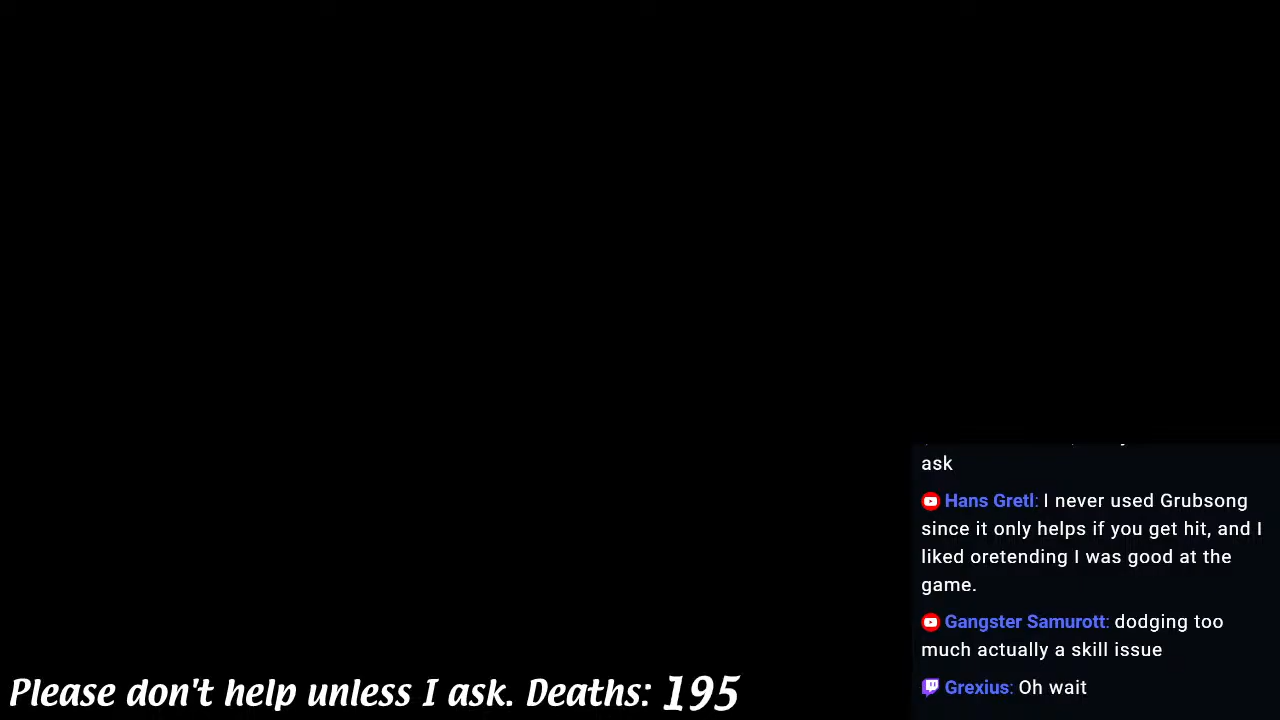 ask
Hans Gretl: I never used Grubsong
since it only helps if you get hit, and I
liked oretending I was good at the
game.
Gangster Samurott: dodging too
much actually a skill issue
Grexius: Oh wait
Please don't help unless I ask. Deaths: 195